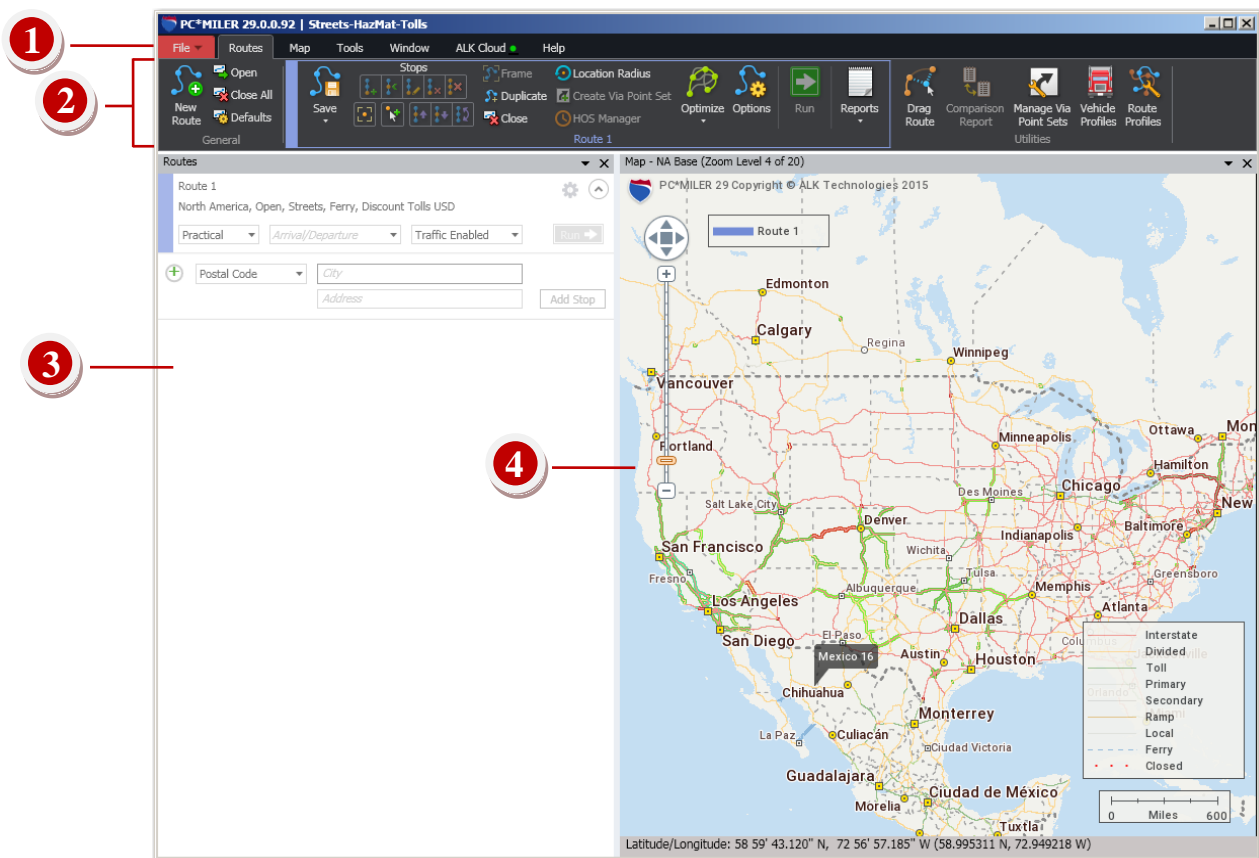 PC*MILER 29.0.0.92 | Streets-HazMat-Tolls
1
File Routes Map Tools Window ALK Cloud Help
2
New Route
Open
Close All
Defaults
General
Save
Stops
Frame
Duplicate
Close
Location Radius
Create Via Point Set
HOS Manager
Optimize
Options
Run
Reports
Route 1
Drag Route
Comparison Report
Manage Via Point Sets
Vehicle Profiles
Route Profiles
Utilities
Routes
Route 1
North America, Open, Streets, Ferry, Discount Tolls USD
Practical Arrival/Departure Traffic Enabled Run
Postal Code City
Address Add Stop
3
4
Map - NA Base (Zoom Level 4 of 20)
PC*MILER 29 Copyright © ALK Technologies 2015
Route 1
Edmonton
Calgary
Regina
Winnipeg
Vancouver
Portland
Minneapolis
Ottawa
Mon
Hamilton
Des Moines
Chicago
Salt Lake City
New
Denver
Baltimore
Indianapolis
San Francisco
Wichita
Fresno
Tulsa
Greensboro
Albuquerque
Memphis
Los Angeles
Atlanta
Dallas
San Diego
El Paso
Austin
Houston
Mexico 16
Chihuahua
Monterrey
La Paz
Culiacán
Ciudad Victoria
Guadalajara
Ciudad de México
Morelia
Tuxtla
Interstate
Divided
Toll
Primary
Secondary
Ramp
Local
Ferry
Closed
Orlando
0 Miles 600
Latitude/Longitude: 58 59' 43.120" N, 72 56' 57.185" W (58.995311 N, 72.949218 W)